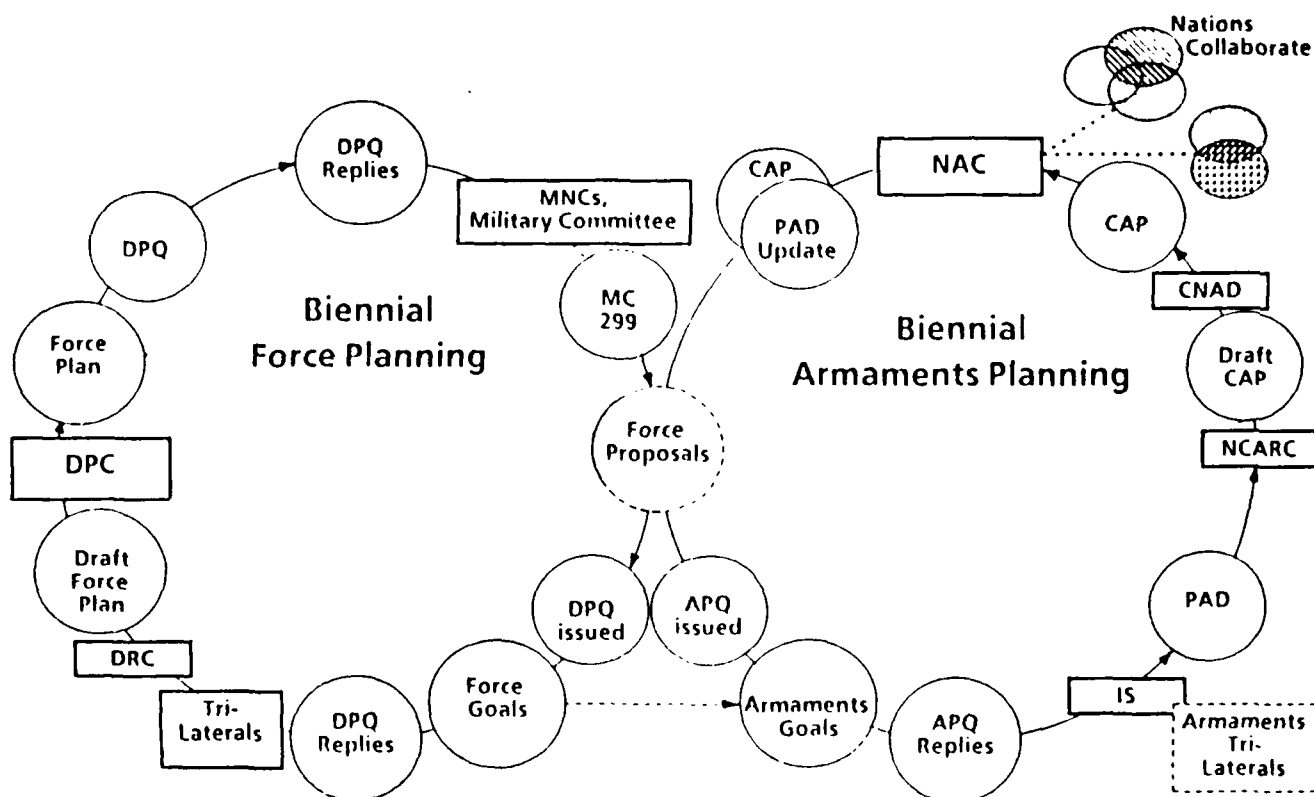 Nations
Collaborate
DPQ
Replies
MNCs,
Military Committee
CAP
PAD
Update
NAC
CAP
DPQ
MC
299
CNAD
Biennial
Force Planning
Biennial
Armaments Planning
Force
Plan
Draft
CAP
Force
Proposals
NCARC
DPC
Draft
Force
Plan
DPQ
issued
APQ
issued
PAD
DRC
Force
Goals
Armaments
Goals
IS
Tri-
Laterals
DPQ
Replies
APQ
Replies
Armaments
Tri-
Laterals